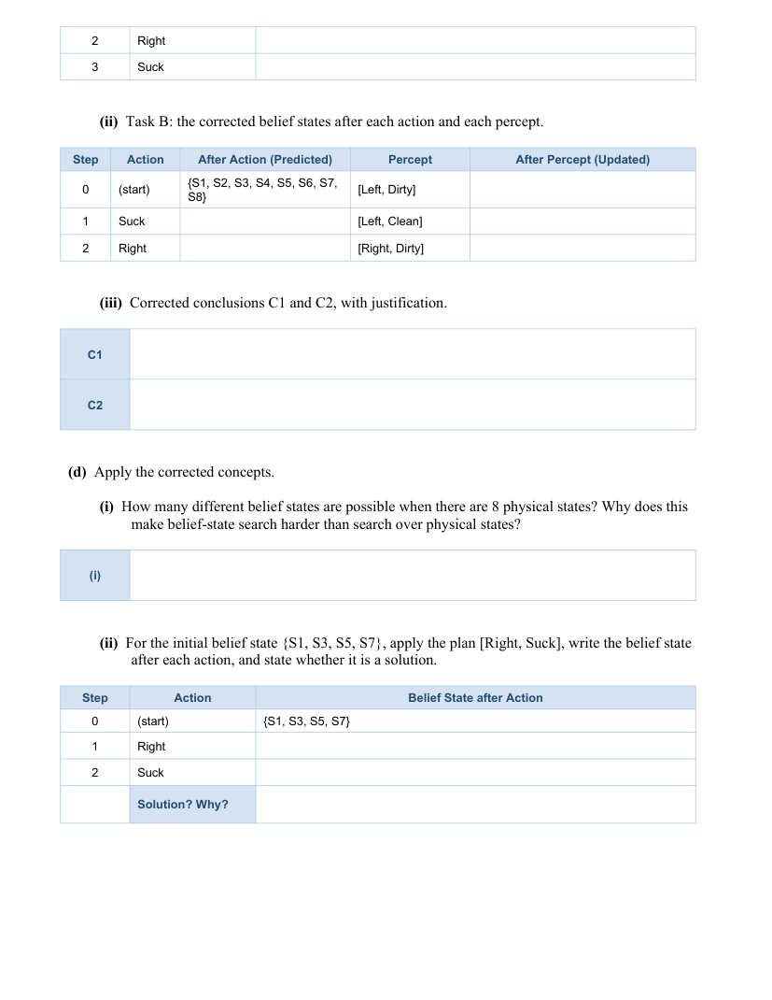 2 Right
3 Suck
(ii) Task B: the corrected belief states after each action and each percept.
Step Action After Action (Predicted) Percept After Percept (Updated)
0 (start) {S1, S2, S3, S4, S5, S6, S7, S8} [Left, Dirty]
1 Suck [Left, Clean]
2 Right [Right, Dirty]
(iii) Corrected conclusions C1 and C2, with justification.
C1
C2
(d) Apply the corrected concepts.
(i) How many different belief states are possible when there are 8 physical states? Why does this
make belief-state search harder than search over physical states?
(i)
(ii) For the initial belief state {S1, S3, S5, S7}, apply the plan [Right, Suck], write the belief state
after each action, and state whether it is a solution.
Step Action Belief State after Action
0 (start) {S1, S3, S5, S7}
1 Right
2 Suck
Solution? Why?